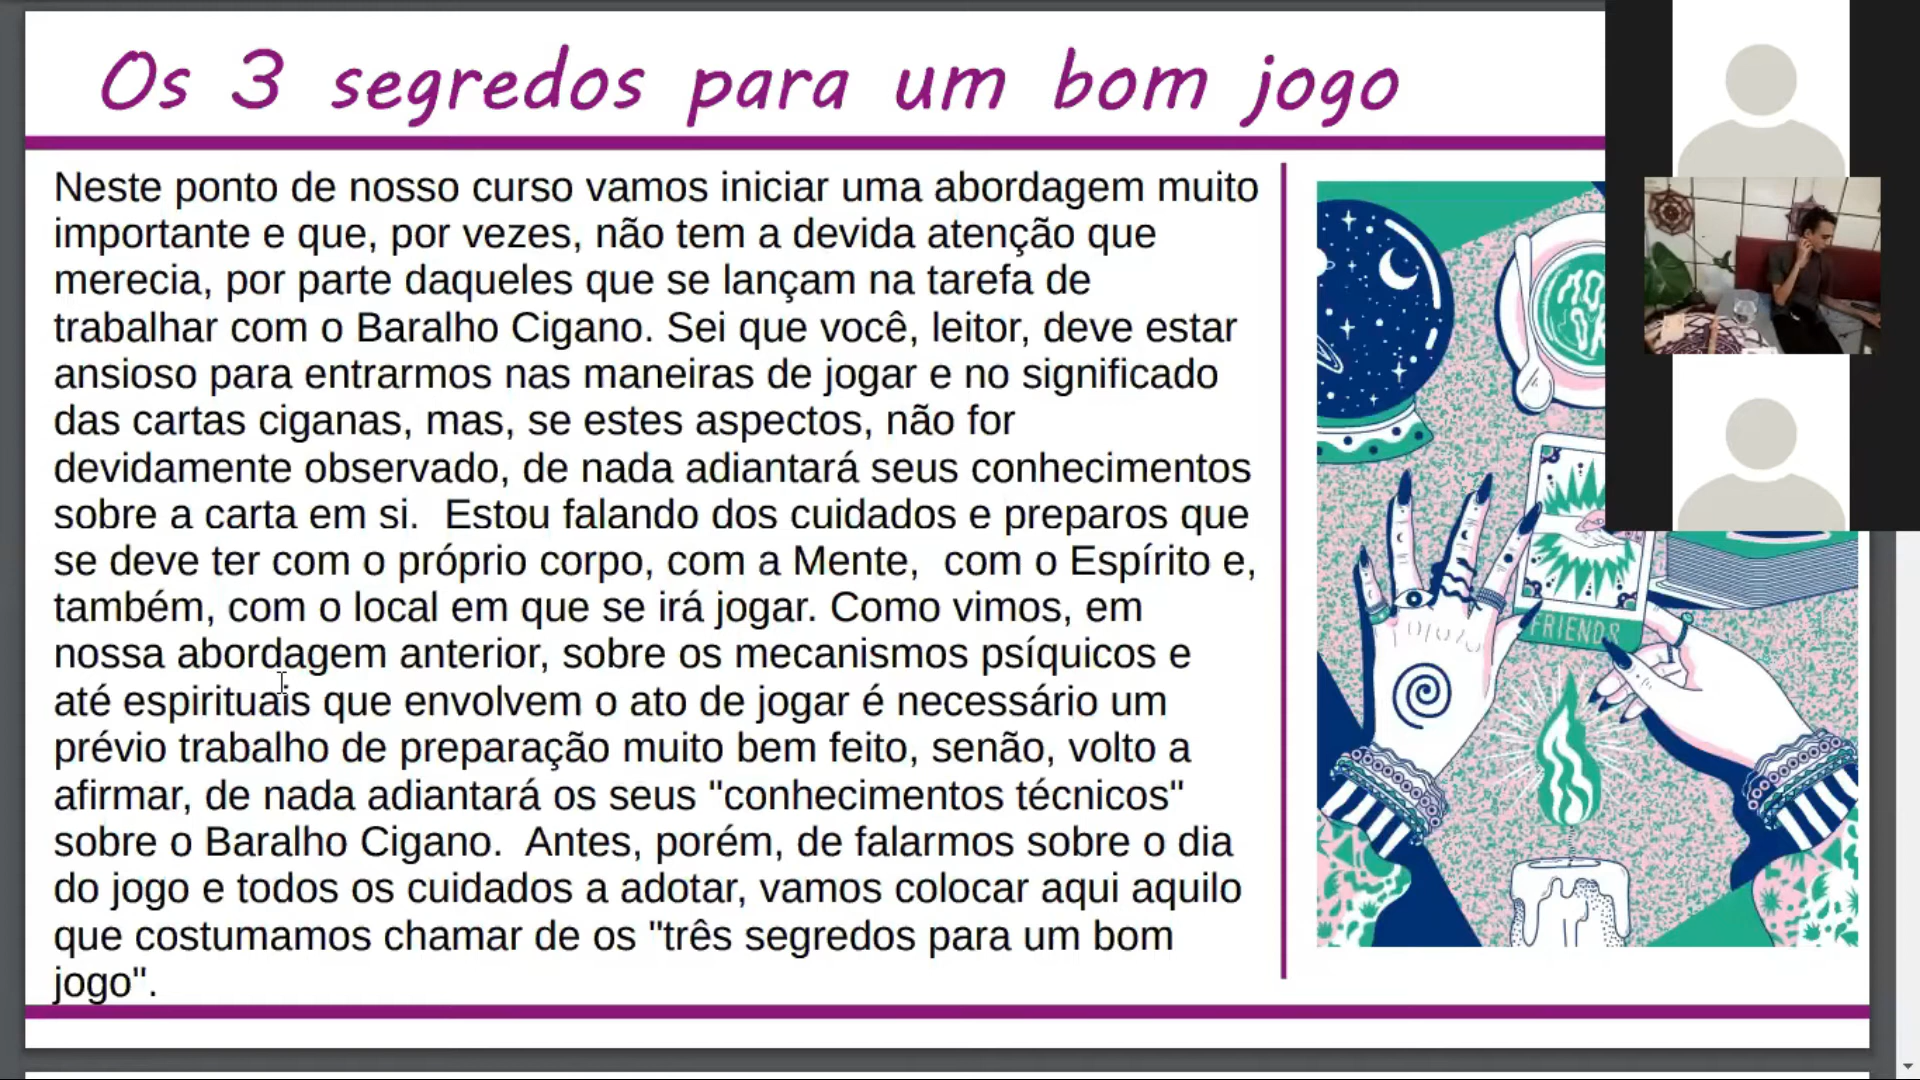 Os 3 segredos para um bom jogo
Neste ponto de nosso curso vamos iniciar uma abordagem muito
importante e que, por vezes, não tem a devida atenção que
merecia, por parte daqueles que se lançam na tarefa de
trabalhar com o Baralho Cigano. Sei que você, leitor, deve estar
ansioso para entrarmos nas maneiras de jogar e no significado
das cartas ciganas, mas, se estes aspectos, não for
devidamente observado, de nada adiantará seus conhecimentos
sobre a carta em si.  Estou falando dos cuidados e preparos que
se deve ter com o próprio corpo, com a Mente,  com o Espírito e,
também, com o local em que se irá jogar. Como vimos, em
nossa abordagem anterior, sobre os mecanismos psíquicos e
até espirituais que envolvem o ato de jogar é necessário um
prévio trabalho de preparação muito bem feito, senão, volto a
afirmar, de nada adiantará os seus "conhecimentos técnicos"
sobre o Baralho Cigano.  Antes, porém, de falarmos sobre o dia
do jogo e todos os cuidados a adotar, vamos colocar aqui aquilo
que costumamos chamar de os "três segredos para um bom
jogo".
FRIENDS